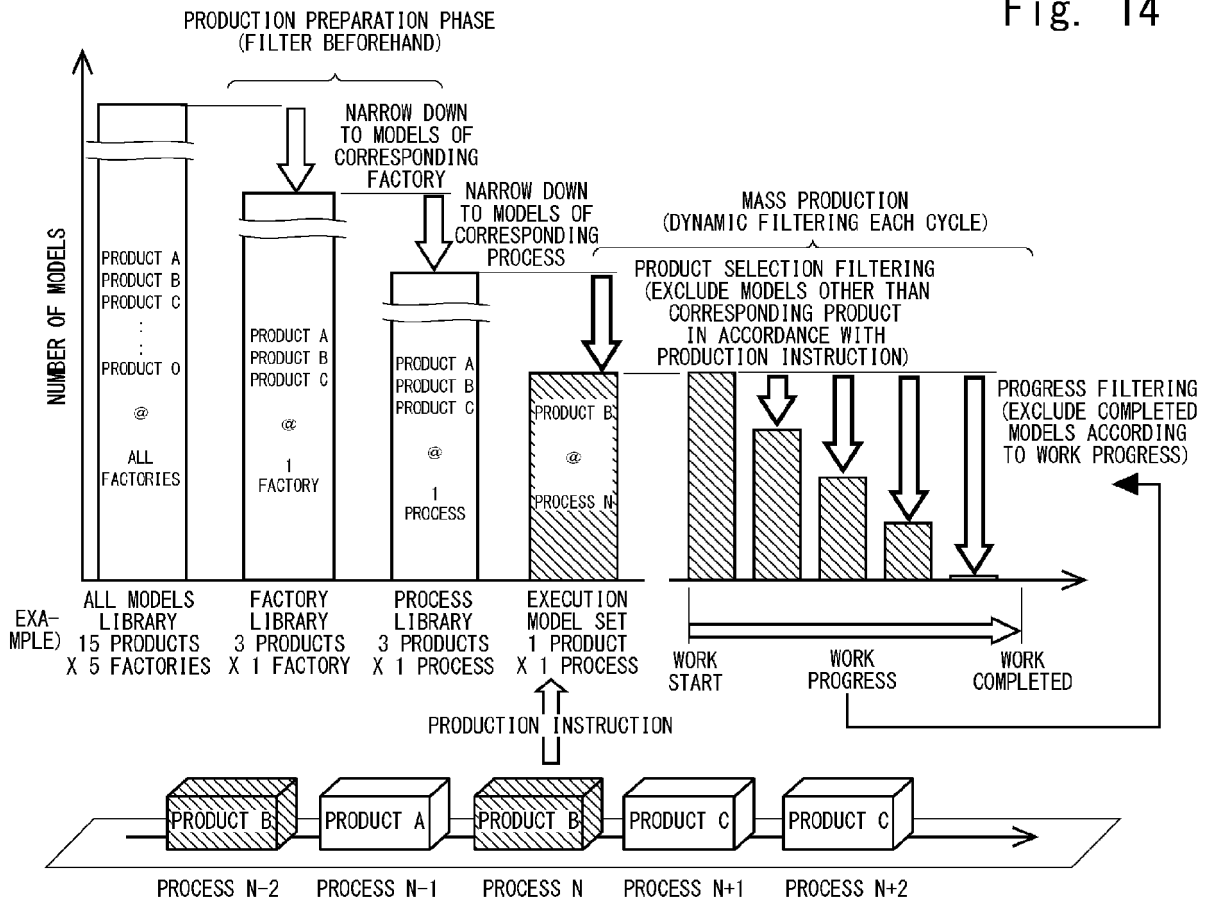 Fig. 14
PRODUCTION PREPARATION PHASE
(FILTER BEFOREHAND)
NARROW DOWN
TO MODELS OF
CORRESPONDING
FACTORY
NARROW DOWN
TO MODELS OF
CORRESPONDING
PROCESS
MASS PRODUCTION
(DYNAMIC FILTERING EACH CYCLE)
PRODUCT SELECTION FILTERING
(EXCLUDE MODELS OTHER THAN
CORRESPONDING PRODUCT
IN ACCORDANCE WITH
PRODUCTION INSTRUCTION)
PROGRESS FILTERING
(EXCLUDE COMPLETED
MODELS ACCORDING
TO WORK PROGRESS)
NUMBER OF MODELS
PRODUCT A
PRODUCT B
PRODUCT C
:
:
PRODUCT O
@
ALL
FACTORIES
PRODUCT A
PRODUCT B
PRODUCT C
@
1
FACTORY
PRODUCT A
PRODUCT B
PRODUCT C
@
1
PROCESS
PRODUCT B
@
PROCESS N
EXA-
MPLE)
ALL MODELS
LIBRARY
15 PRODUCTS
X 5 FACTORIES
FACTORY
LIBRARY
3 PRODUCTS
X 1 FACTORY
PROCESS
LIBRARY
3 PRODUCTS
X 1 PROCESS
EXECUTION
MODEL SET
1 PRODUCT
X 1 PROCESS
WORK
START
WORK
PROGRESS
WORK
COMPLETED
PRODUCTION INSTRUCTION
PRODUCT B
PRODUCT A
PRODUCT B
PRODUCT C
PRODUCT C
PROCESS N-2
PROCESS N-1
PROCESS N
PROCESS N+1
PROCESS N+2